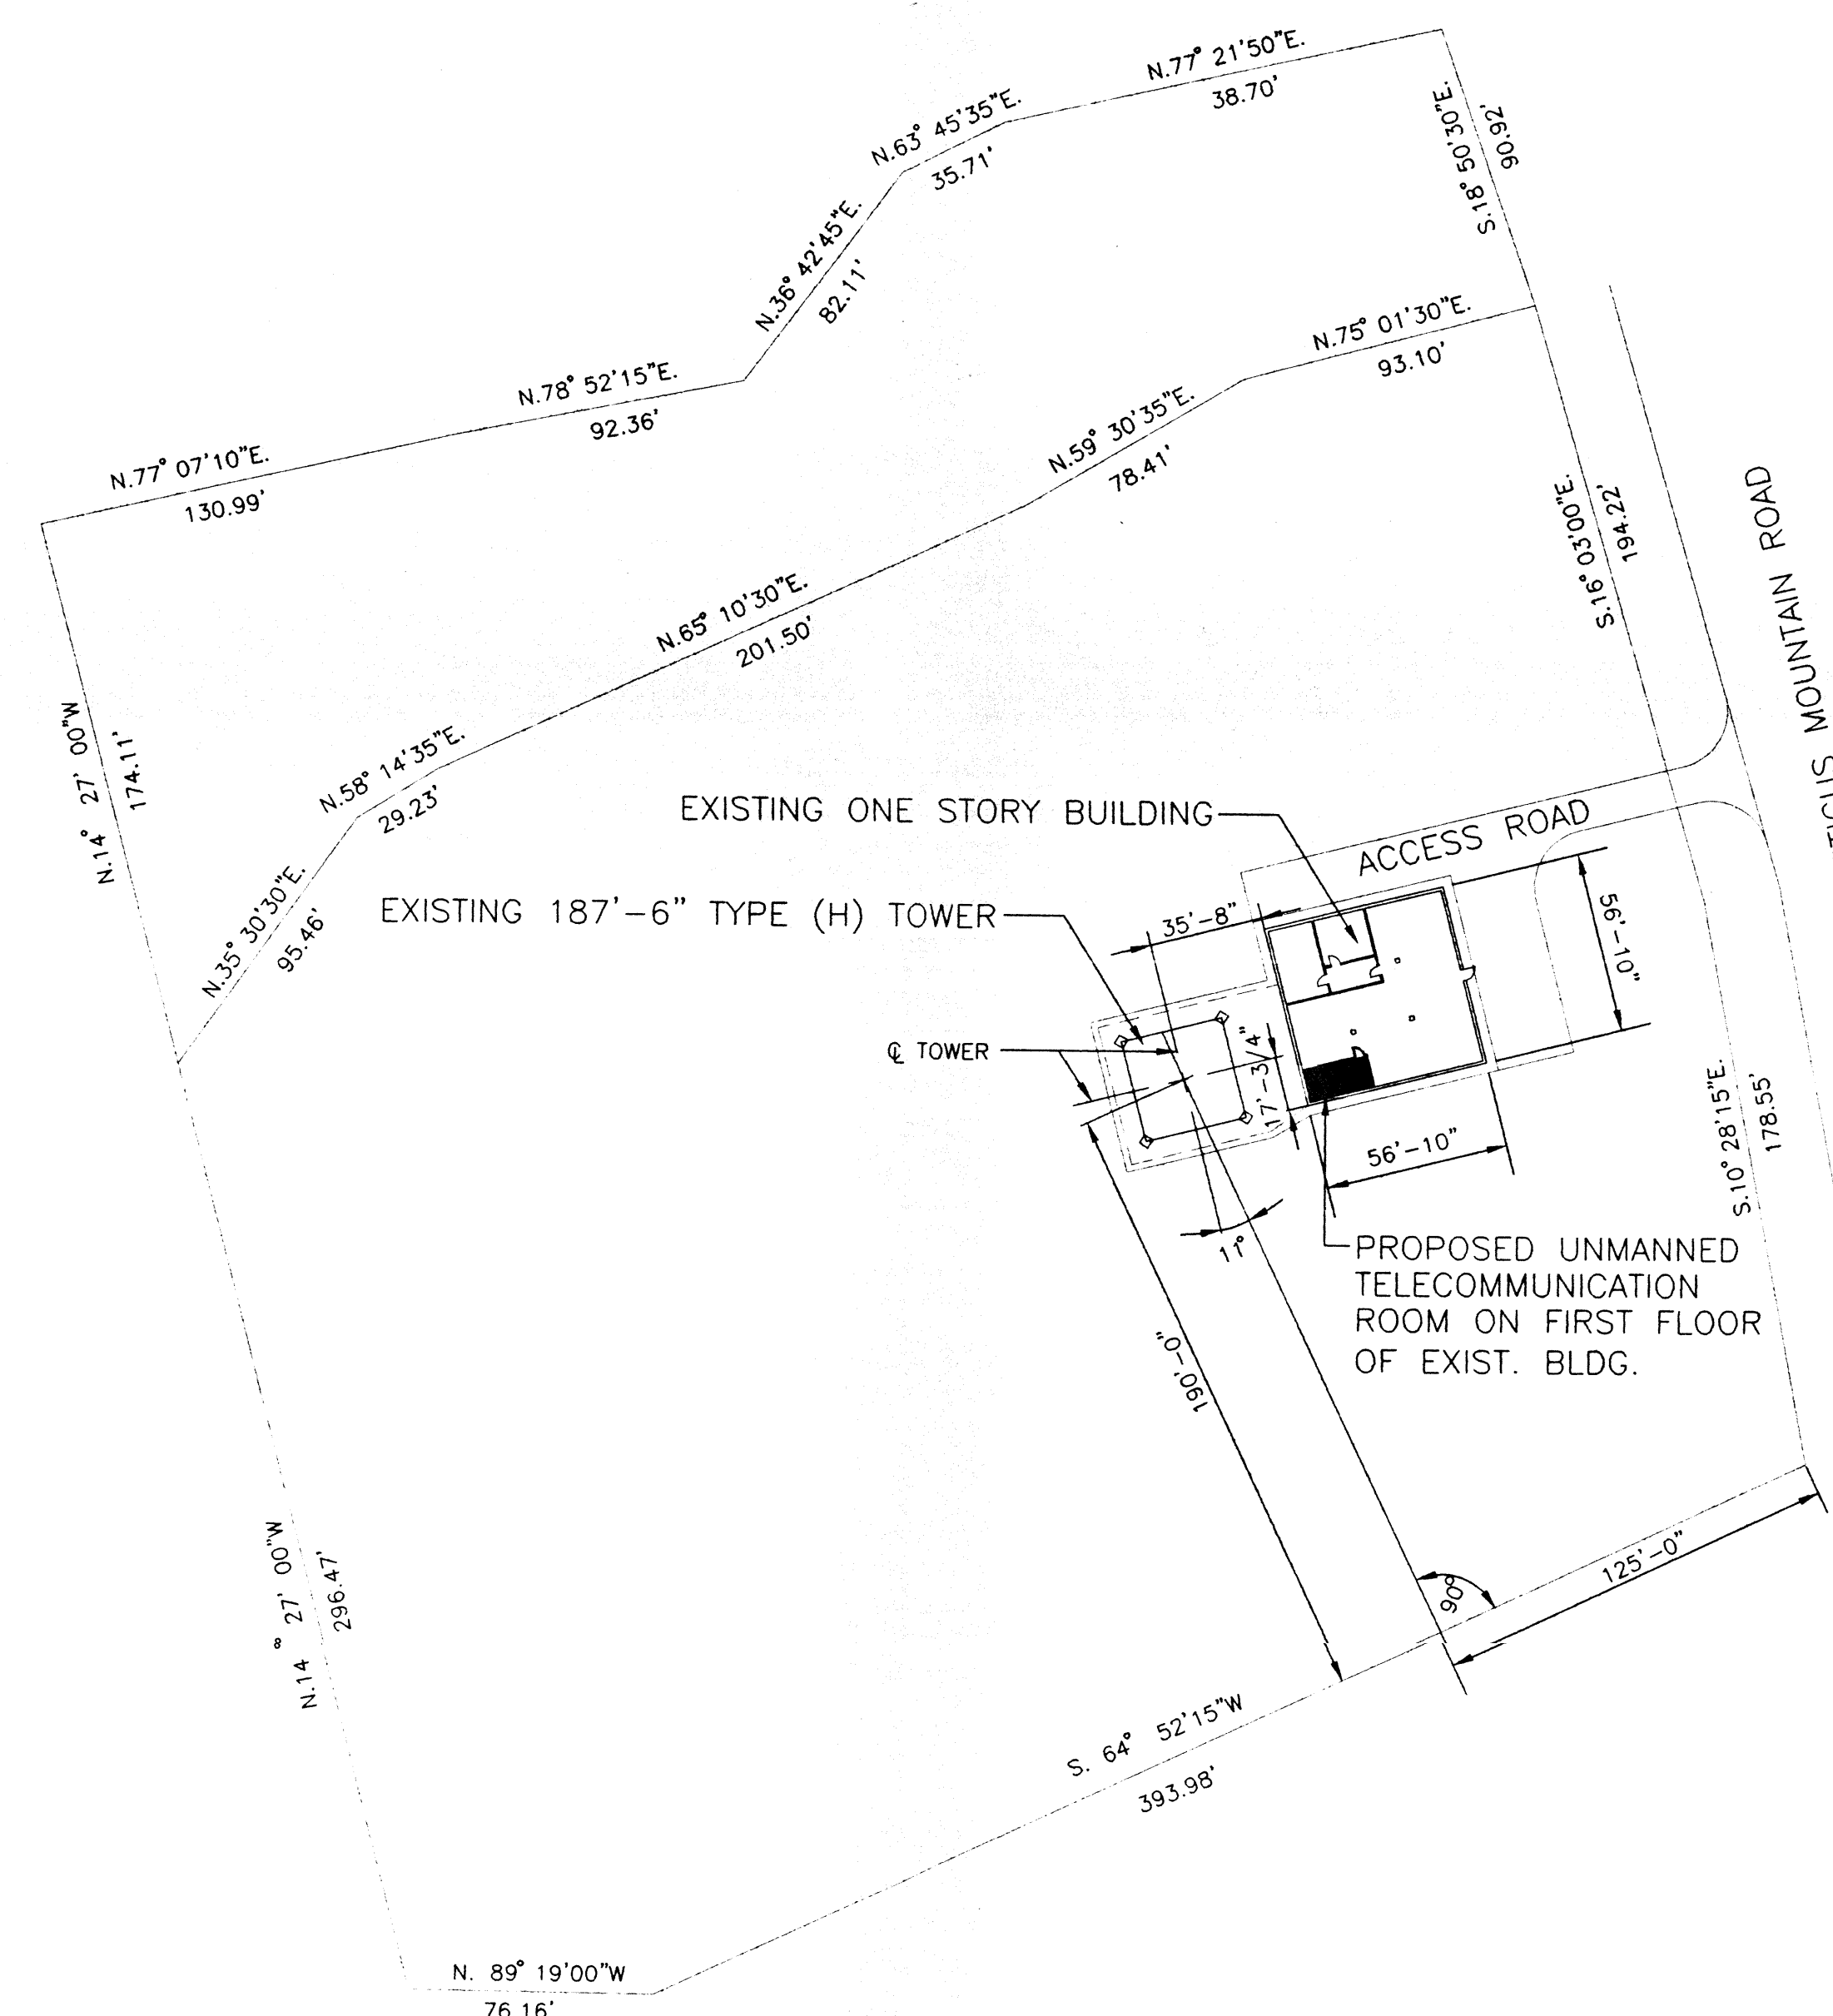 N.77° 21'50"E.
38.70'
N.63° 45'35"E.
35.71'
S.18° 50'30"E.
90.92'
N.36° 42'45"E.
82.11'
N.75° 01'30"E.
93.10'
N.78° 52'15"E.
92.36'
N.59° 30'35"E.
78.41'
N.77° 07'10"E.
130.99'
S.16° 03'00"E.
194.22'
MOUNTAIN ROAD
N.65° 10'30"E.
201.50'
N.14° 27' 00"W
174.11'
N.58° 14'35"E.
29.23'
EXISTING ONE STORY BUILDING
ACCESS ROAD
N.35° 30'30"E.
95.46'
EXISTING 187'-6" TYPE (H) TOWER
35'-8"
59'-10"
℄ TOWER
17'-3/4"
56'-10"
S.10° 28'15"E.
178.55'
11°
PROPOSED UNMANNED
TELECOMMUNICATION
ROOM ON FIRST FLOOR
OF EXIST. BLDG.
190'-0"
N.14° 27' 00"W
296.47'
90°
125'-0"
S. 64° 52'15"W
393.98'
N. 89° 19'00"W
76.16'